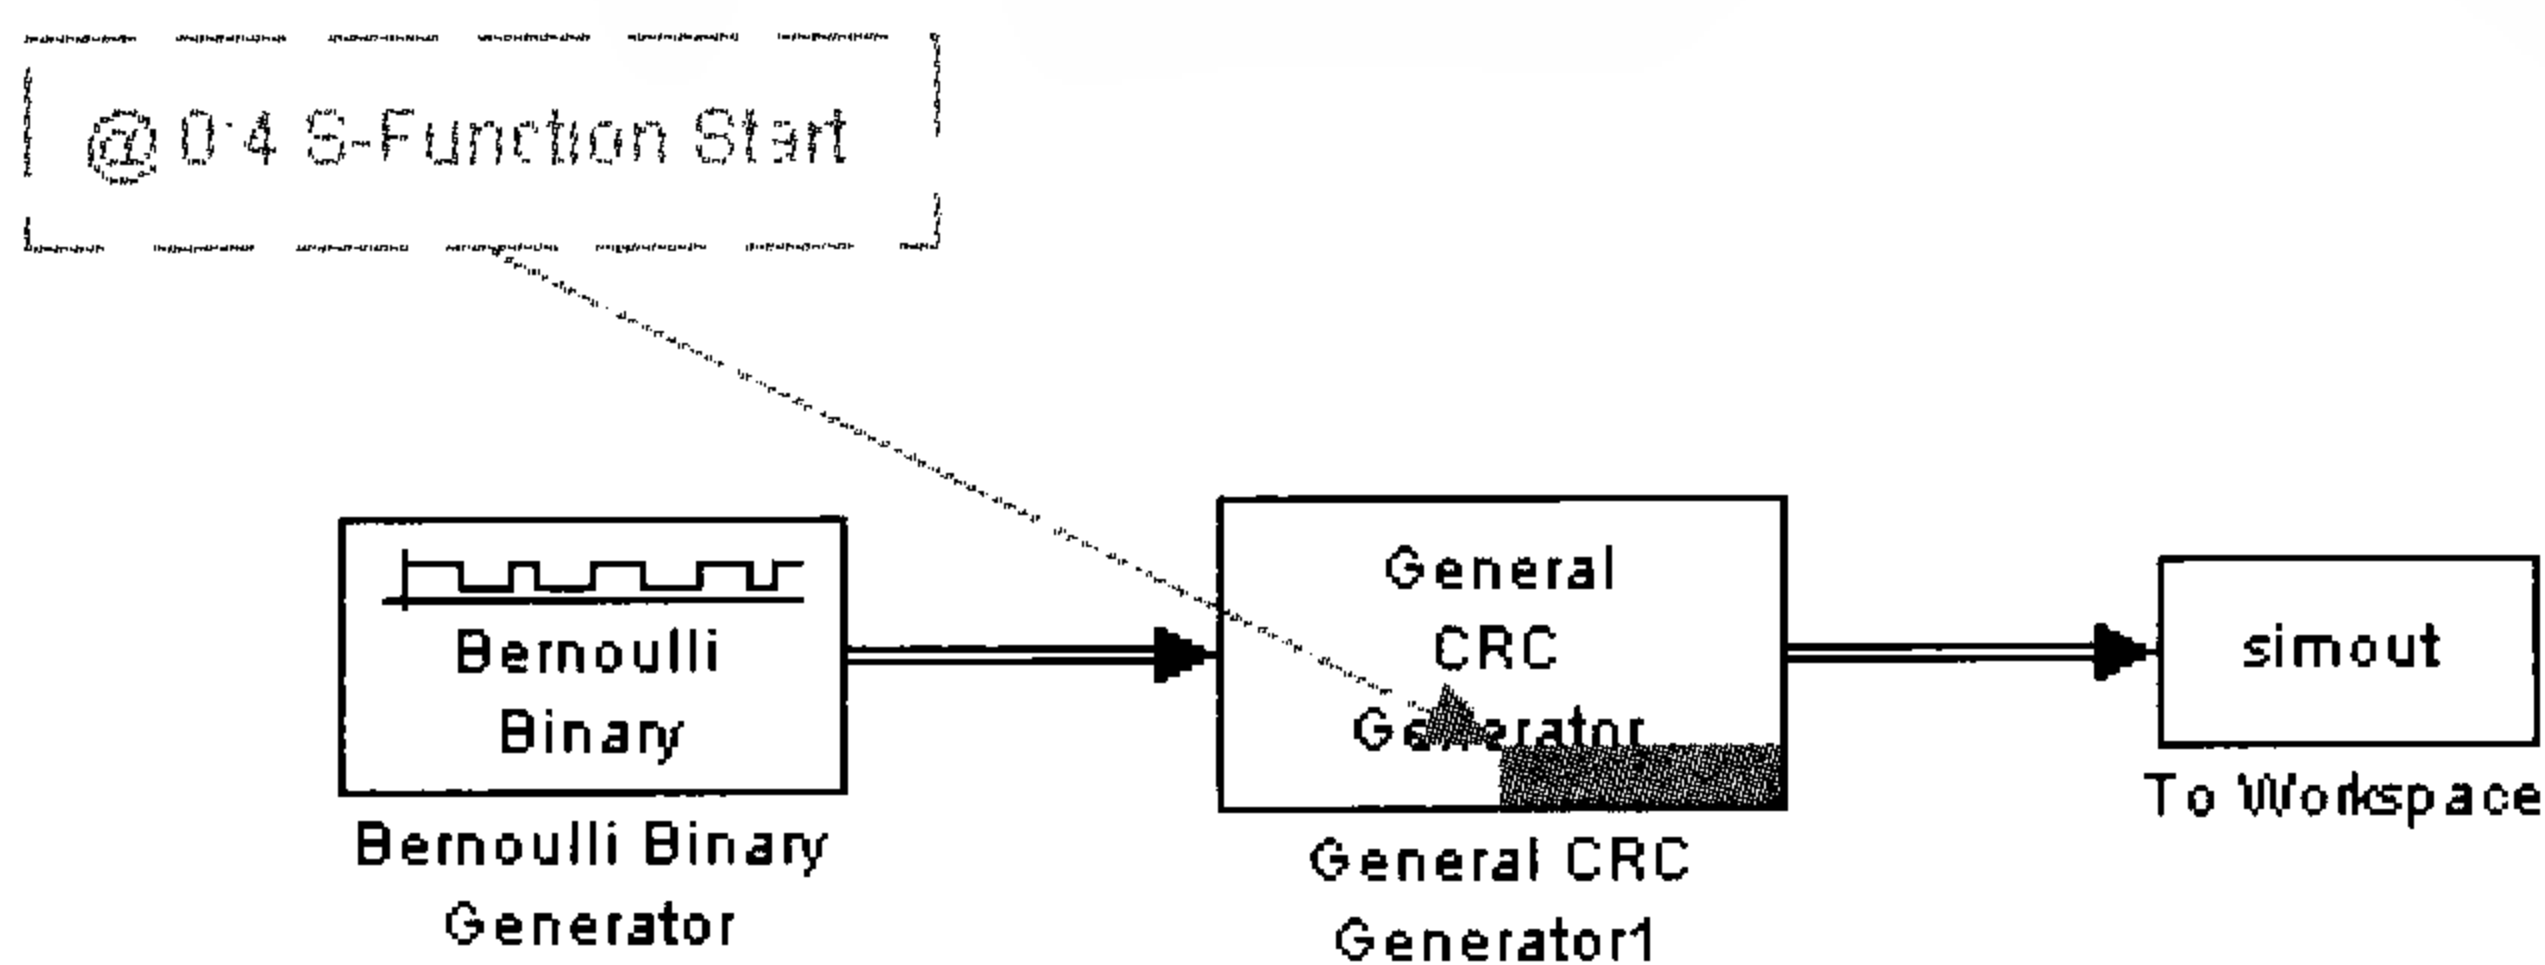 @ 0:4 S-Function Start
Bernoulli
Binary
Bernoulli Binary
Generator
General
CRC
Generator
General CRC
Generator1
simout
To Workspace